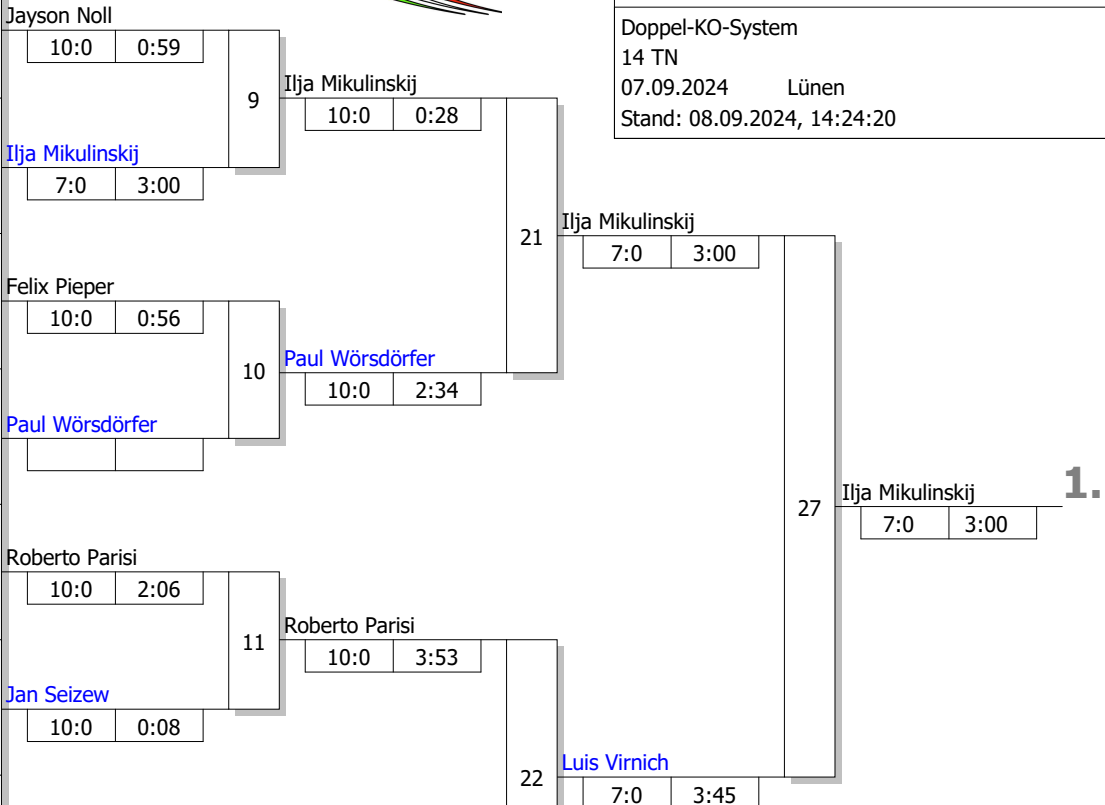 Jayson Noll
10:0 0:59
9
Ilja Mikulinskij
10:0 0:28
Ilja Mikulinskij
7:0 3:00
Doppel-KO-System
14 TN
07.09.2024 Lünen
Stand: 08.09.2024, 14:24:20
21
Ilja Mikulinskij
7:0 3:00
Felix Pieper
10:0 0:56
10
Paul Wörsdörfer
10:0 2:34
Paul Wörsdörfer
27
Ilja Mikulinskij
7:0 3:00
1.
Roberto Parisi
10:0 2:06
11
Roberto Parisi
10:0 3:53
Jan Seizew
10:0 0:08
22
Luis Virnich
7:0 3:45